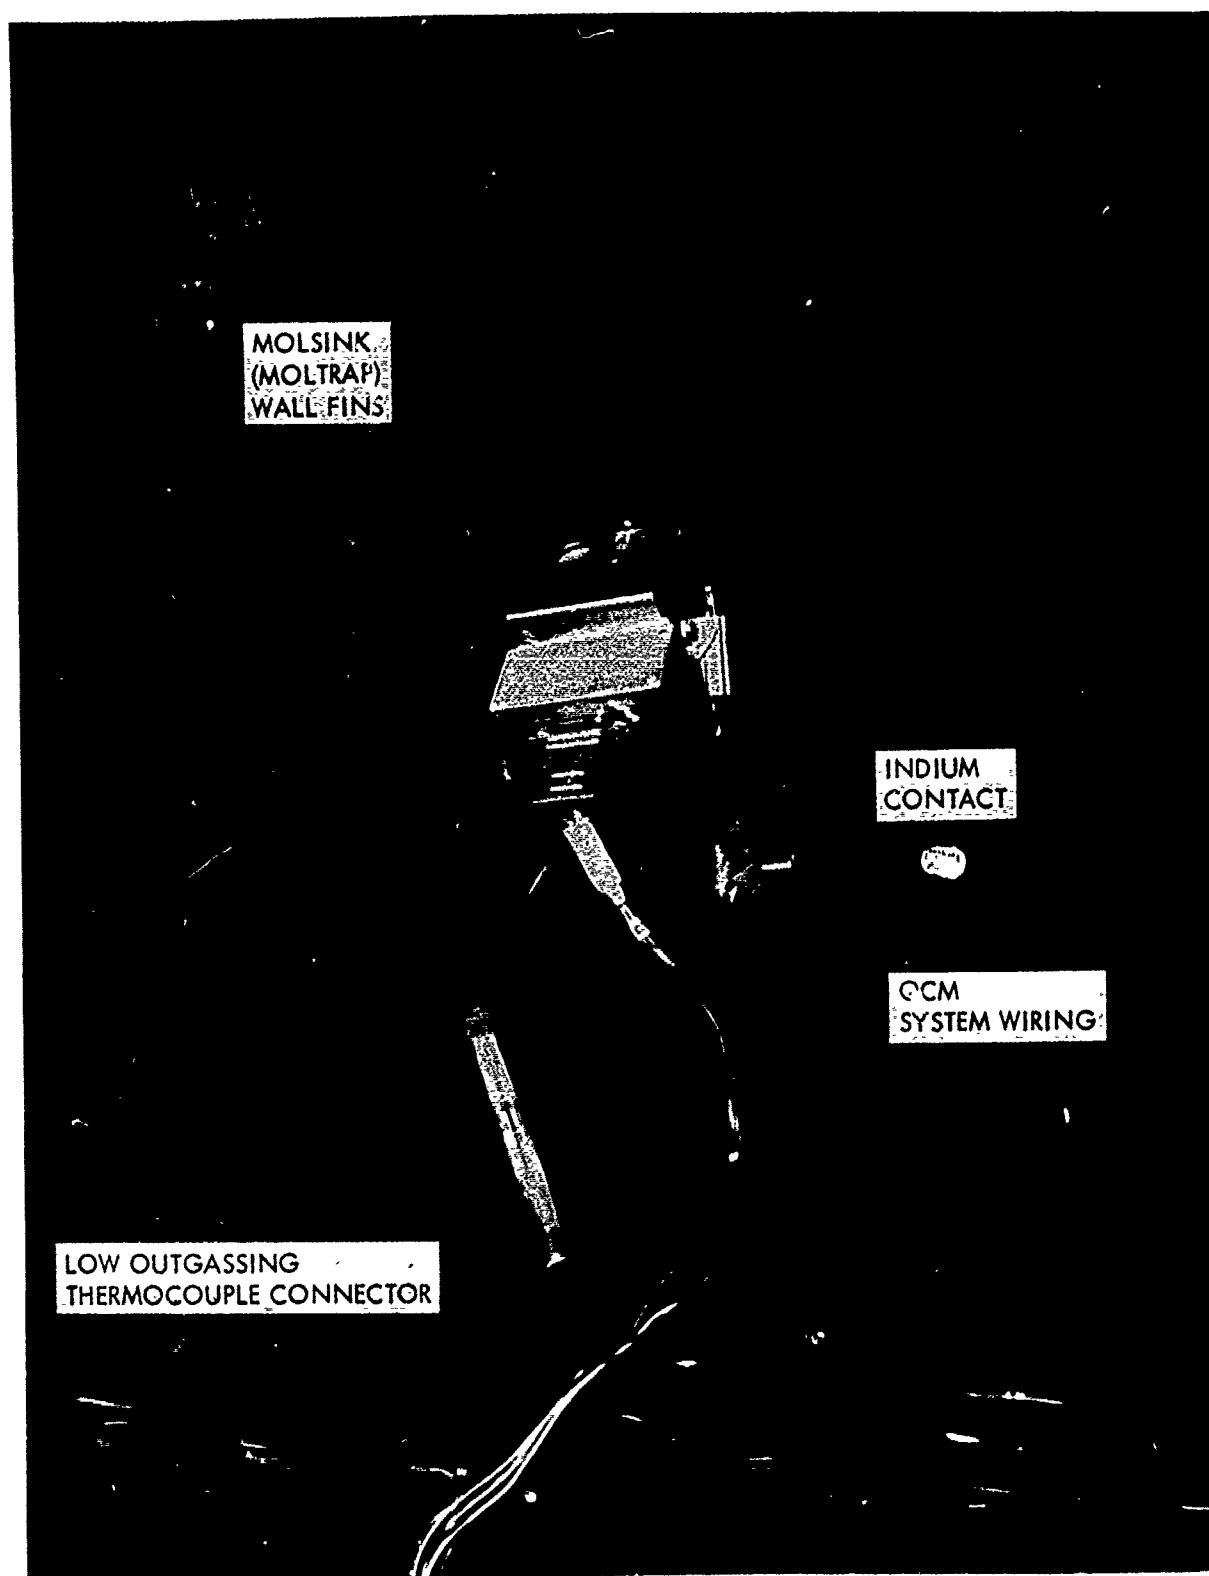 MOLSINK
(MOLTRAP)
WALL FINS
INDIUM
CONTACT
QCM
SYSTEM WIRING
LOW OUTGASSING
THERMOCOUPLE CONNECTOR